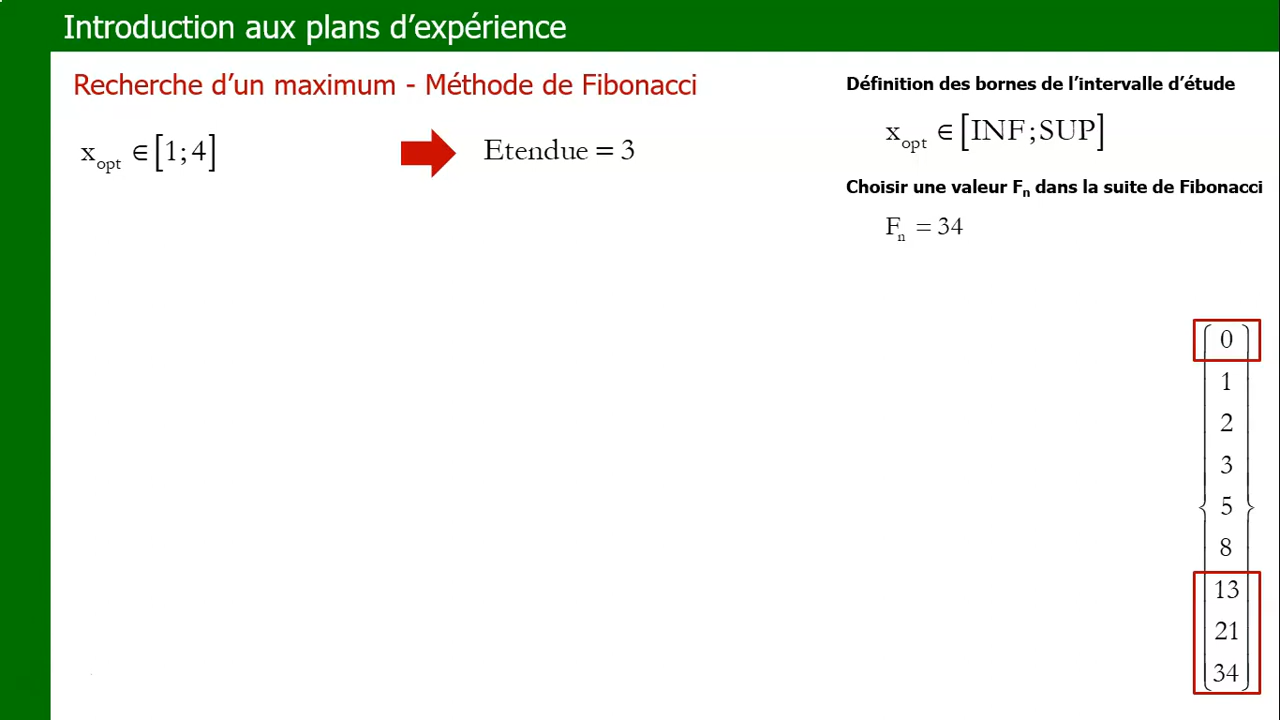 Introduction aux plans d’expérience
Recherche d’un maximum - Méthode de Fibonacci
x_opt ∈ [1; 4]
Etendue = 3
Définition des bornes de l’intervalle d’étude
x_opt ∈ [INF ; SUP]
Choisir une valeur F_n dans la suite de Fibonacci
F_n = 34
0
1
2
3
5
8
13
21
34